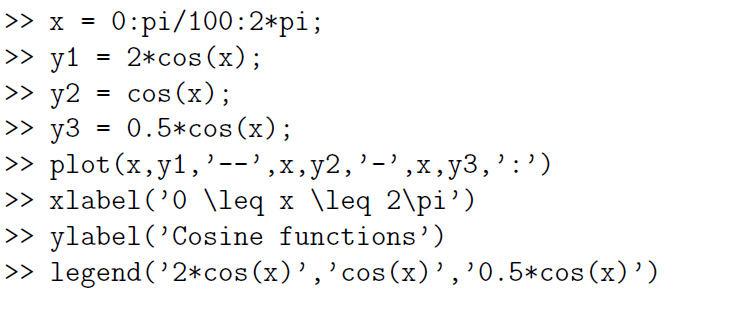 >> x = 0:pi/100:2*pi;
>> y1 = 2*cos(x);
>> y2 = cos(x);
>> y3 = 0.5*cos(x);
>> plot(x,y1,’--’,x,y2,’-’,x,y3,’:’)
>> xlabel(’0 \leq x \leq 2\pi’)
>> ylabel(’Cosine functions’)
>> legend(’2*cos(x)’,’cos(x)’,’0.5*cos(x)’)